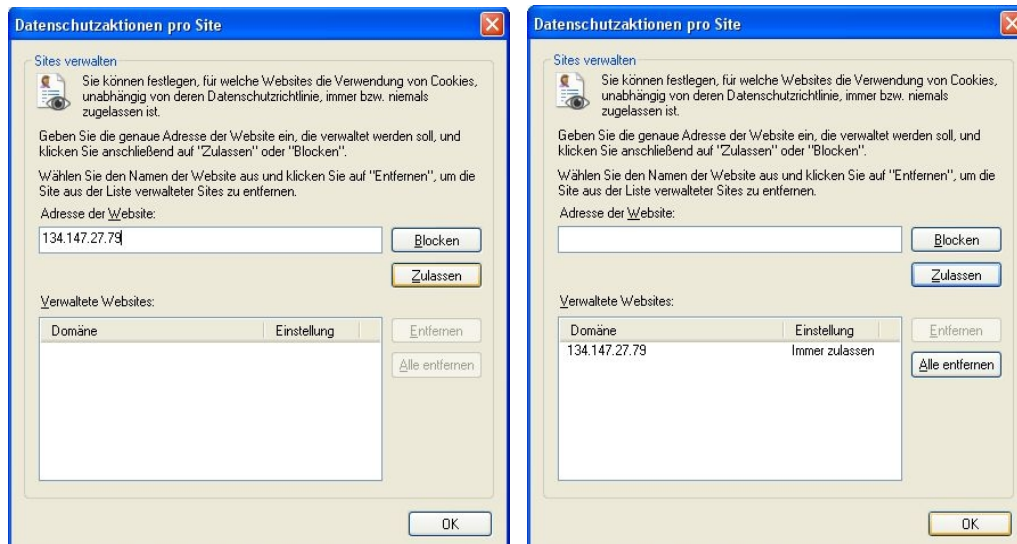 Datenschutzaktionen pro Site
Sites verwalten
Sie können festlegen, für welche Websites die Verwendung von Cookies,
unabhängig von deren Datenschutzrichtlinie, immer bzw. niemals
zugelassen ist.
Geben Sie die genaue Adresse der Website ein, die verwaltet werden soll, und
klicken Sie anschließend auf "Zulassen" oder "Blocken".
Wählen Sie den Namen der Website aus und klicken Sie auf "Entfernen", um die
Site aus der Liste verwalteter Sites zu entfernen.
Adresse der Website:
134.147.27.79
Blocken
Zulassen
Verwaltete Websites:
Domäne Einstellung
Entfernen
Alle entfernen
OK
Datenschutzaktionen pro Site
Sites verwalten
Sie können festlegen, für welche Websites die Verwendung von Cookies,
unabhängig von deren Datenschutzrichtlinie, immer bzw. niemals
zugelassen ist.
Geben Sie die genaue Adresse der Website ein, die verwaltet werden soll, und
klicken Sie anschließend auf "Zulassen" oder "Blocken".
Wählen Sie den Namen der Website aus und klicken Sie auf "Entfernen", um die
Site aus der Liste verwalteter Sites zu entfernen.
Adresse der Website:
Blocken
Zulassen
Verwaltete Websites:
Domäne Einstellung
134.147.27.79 Immer zulassen
Entfernen
Alle entfernen
OK